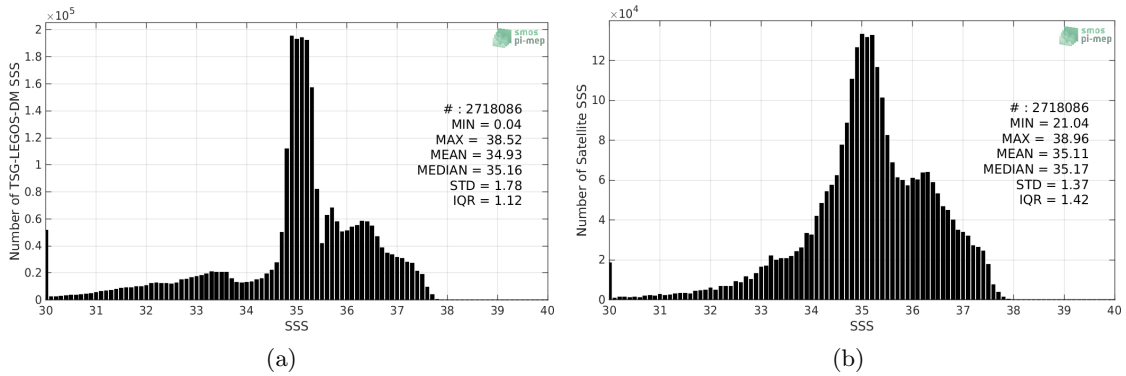 ×10^5
Number of TSG-LEGOS-DM SSS
2
1.8
1.6
1.4
1.2
1
0.8
0.6
0.4
0.2
0
smos
pi-mep
# : 2718086
MIN = 0.04
MAX = 38.52
MEAN = 34.93
MEDIAN = 35.16
STD = 1.78
IQR = 1.12
30 31 32 33 34 35 36 37 38 39 40
SSS
(a)
×10^4
Number of Satellite SSS
12
10
8
6
4
2
0
smos
pi-mep
# : 2718086
MIN = 21.04
MAX = 38.96
MEAN = 35.11
MEDIAN = 35.17
STD = 1.37
IQR = 1.42
30 31 32 33 34 35 36 37 38 39 40
SSS
(b)